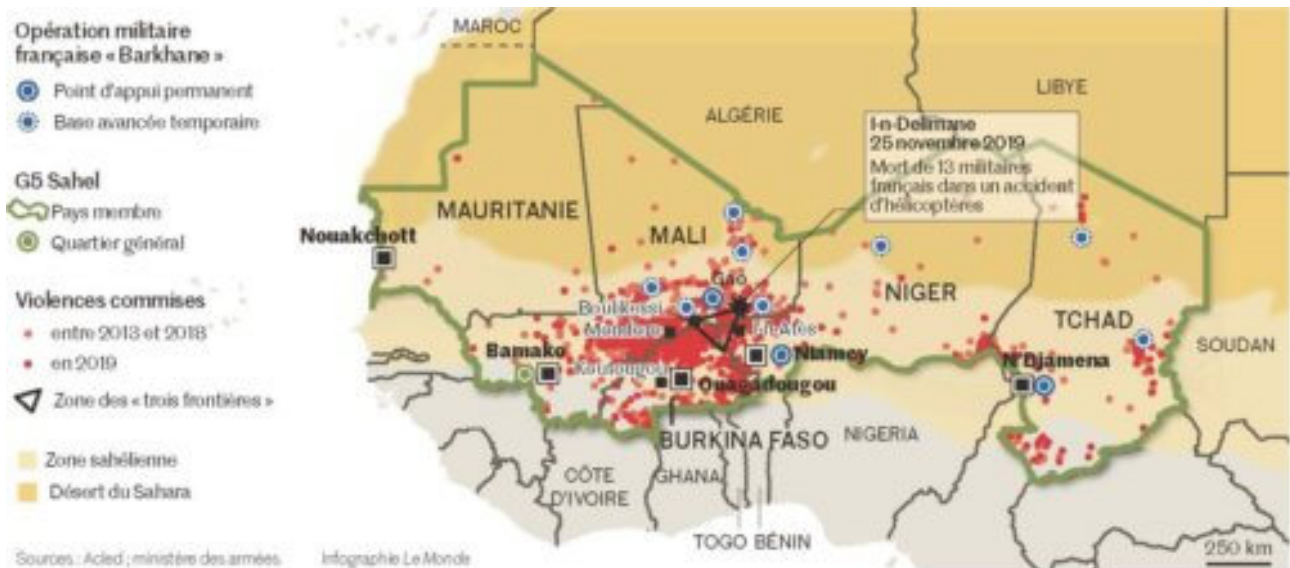 Opération militaire
française « Barkhane »
Point d'appui permanent
Base avancée temporaire
G5 Sahel
Pays membre
Quartier général
Violences commises
entre 2013 et 2018
en 2019
Zone des « trois frontières »
Zone sahélienne
Désert du Sahara
Sources : Acled ; ministère des armées
Infographie Le Monde
MAROC
ALGÉRIE
LIBYE
I-n-Delimane
25 novembre 2019
Mort de 13 militaires
français dans un accident
d'hélicoptères
MAURITANIE
Nouakchott
MALI
Gao
NIGER
TCHAD
SOUDAN
Boulkessi
Mondoro
Bamako
Koutougou
Niamey
N'Djamena
Ouagadougou
BURKINA FASO
NIGERIA
CÔTE
D'IVOIRE
GHANA
TOGO
BÉNIN
250 km